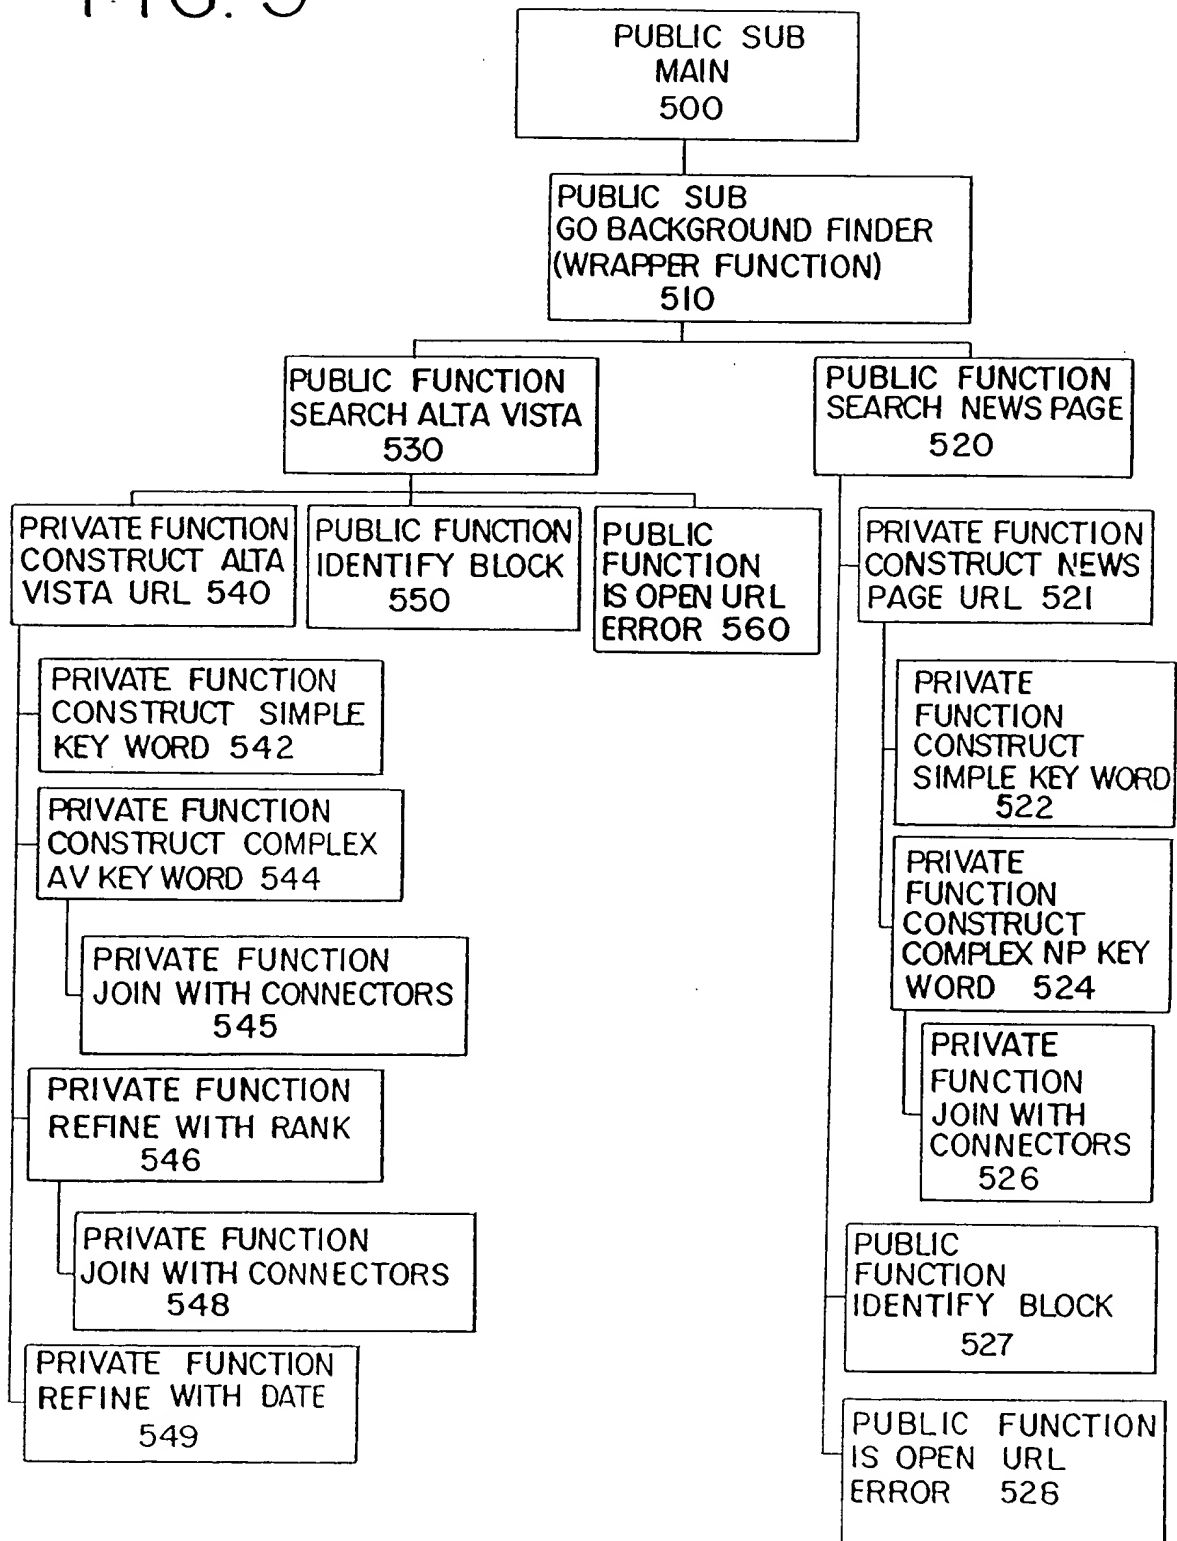 FIG. 5
PUBLIC SUB
MAIN
500
PUBLIC SUB
GO BACKGROUND FINDER
(WRAPPER FUNCTION)
510
PUBLIC FUNCTION
SEARCH ALTA VISTA
530
PUBLIC FUNCTION
SEARCH NEWS PAGE
520
PRIVATE FUNCTION
CONSTRUCT ALTA
VISTA URL 540
PUBLIC FUNCTION
IDENTIFY BLOCK
550
PUBLIC
FUNCTION
IS OPEN URL
ERROR 560
PRIVATE FUNCTION
CONSTRUCT SIMPLE
KEY WORD 542
PRIVATE FUNCTION
CONSTRUCT COMPLEX
AV KEY WORD 544
PRIVATE FUNCTION
JOIN WITH CONNECTORS
545
PRIVATE FUNCTION
REFINE WITH RANK
546
PRIVATE FUNCTION
JOIN WITH CONNECTORS
548
PRIVATE FUNCTION
REFINE WITH DATE
549
PRIVATE FUNCTION
CONSTRUCT NEWS
PAGE URL 521
PRIVATE
FUNCTION
CONSTRUCT
SIMPLE KEY WORD
522
PRIVATE
FUNCTION
CONSTRUCT
COMPLEX NP KEY
WORD 524
PRIVATE
FUNCTION
JOIN WITH
CONNECTORS
526
PUBLIC
FUNCTION
IDENTIFY BLOCK
527
PUBLIC FUNCTION
IS OPEN URL
ERROR 528